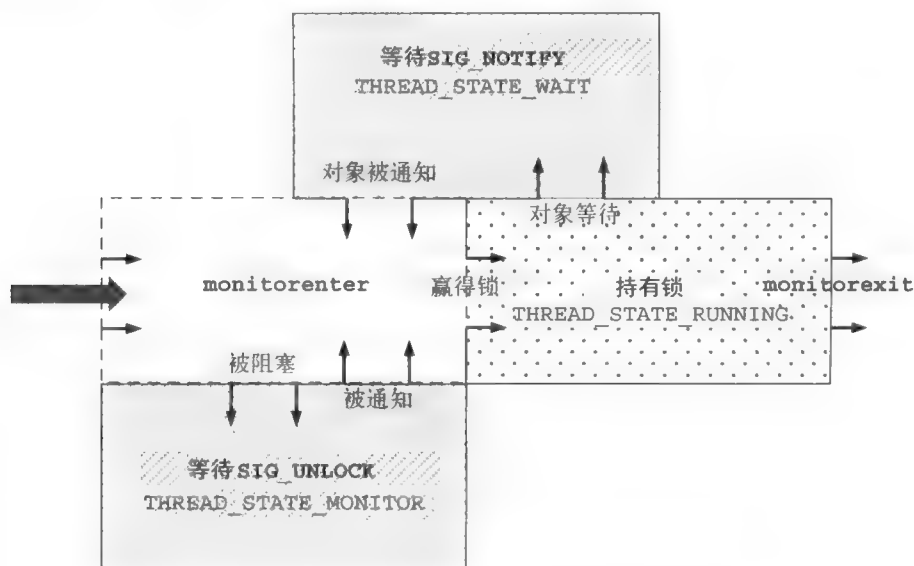 等待SIG_NOTIFY
THREAD_STATE_WAIT
对象被通知
对象等待
monitorenter
赢得锁
持有锁
THREAD_STATE_RUNNING
monitorexit
被阻塞
被通知
等待SIG_UNLOCK
THREAD_STATE_MONITOR